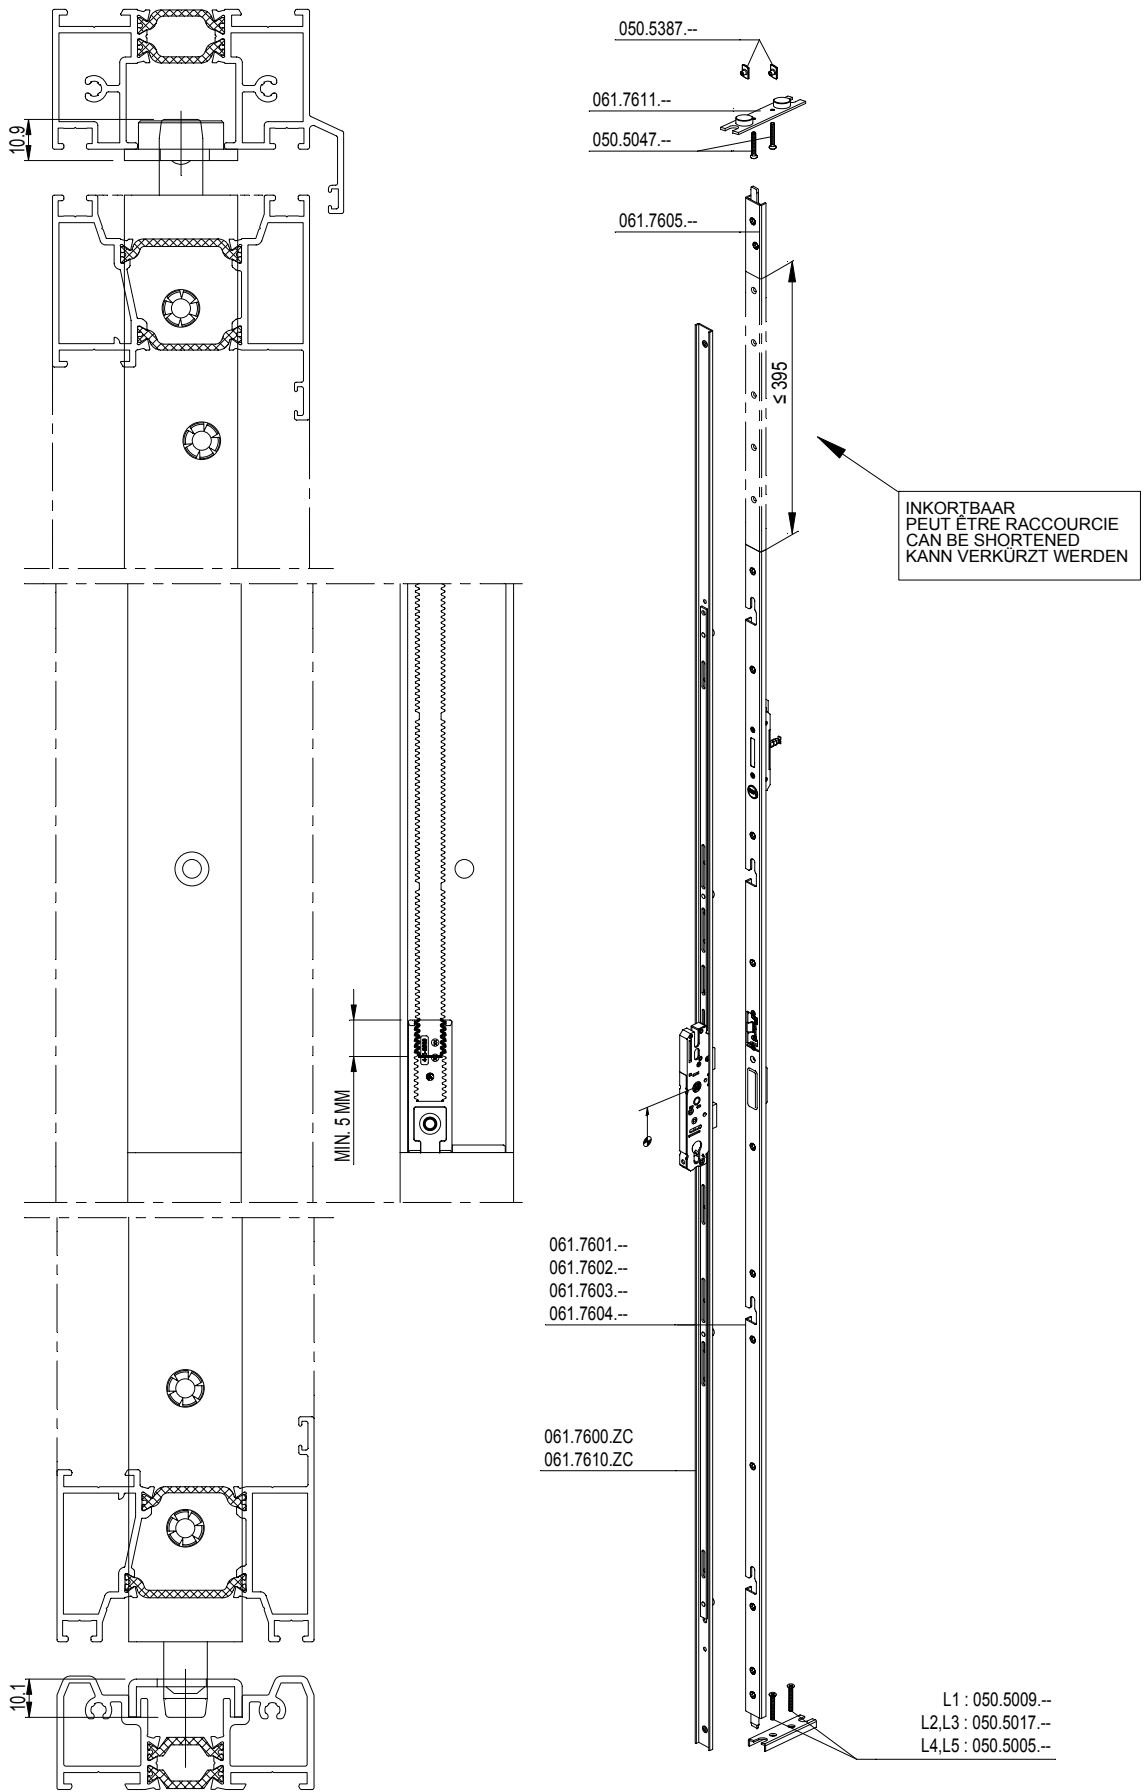 050.5387.--
061.7611.--
050.5047.--
10.9
061.7605.--
≤ 395
INKORTBAAR
PEUT ÊTRE RACCOURCIE
CAN BE SHORTENED
KANN VERKÜRZT WERDEN
MIN. 5 MM
061.7601.--
061.7602.--
061.7603.--
061.7604.--
061.7600.ZC
061.7610.ZC
10.1
L1 : 050.5009.--
L2,L3 : 050.5017.--
L4,L5 : 050.5005.--